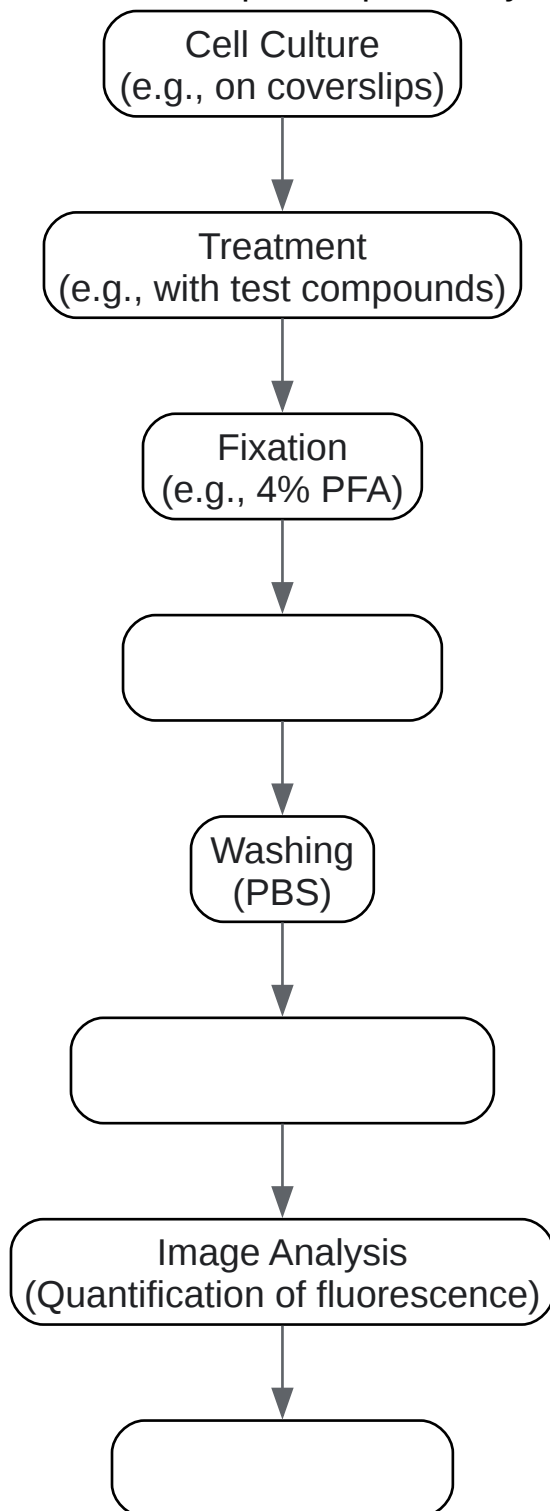 Cell Culture
(e.g., on coverslips)
Treatment
(e.g., with test compounds)
Fixation
(e.g., 4% PFA)
Washing
(PBS)
Image Analysis
(Quantification of fluorescence)